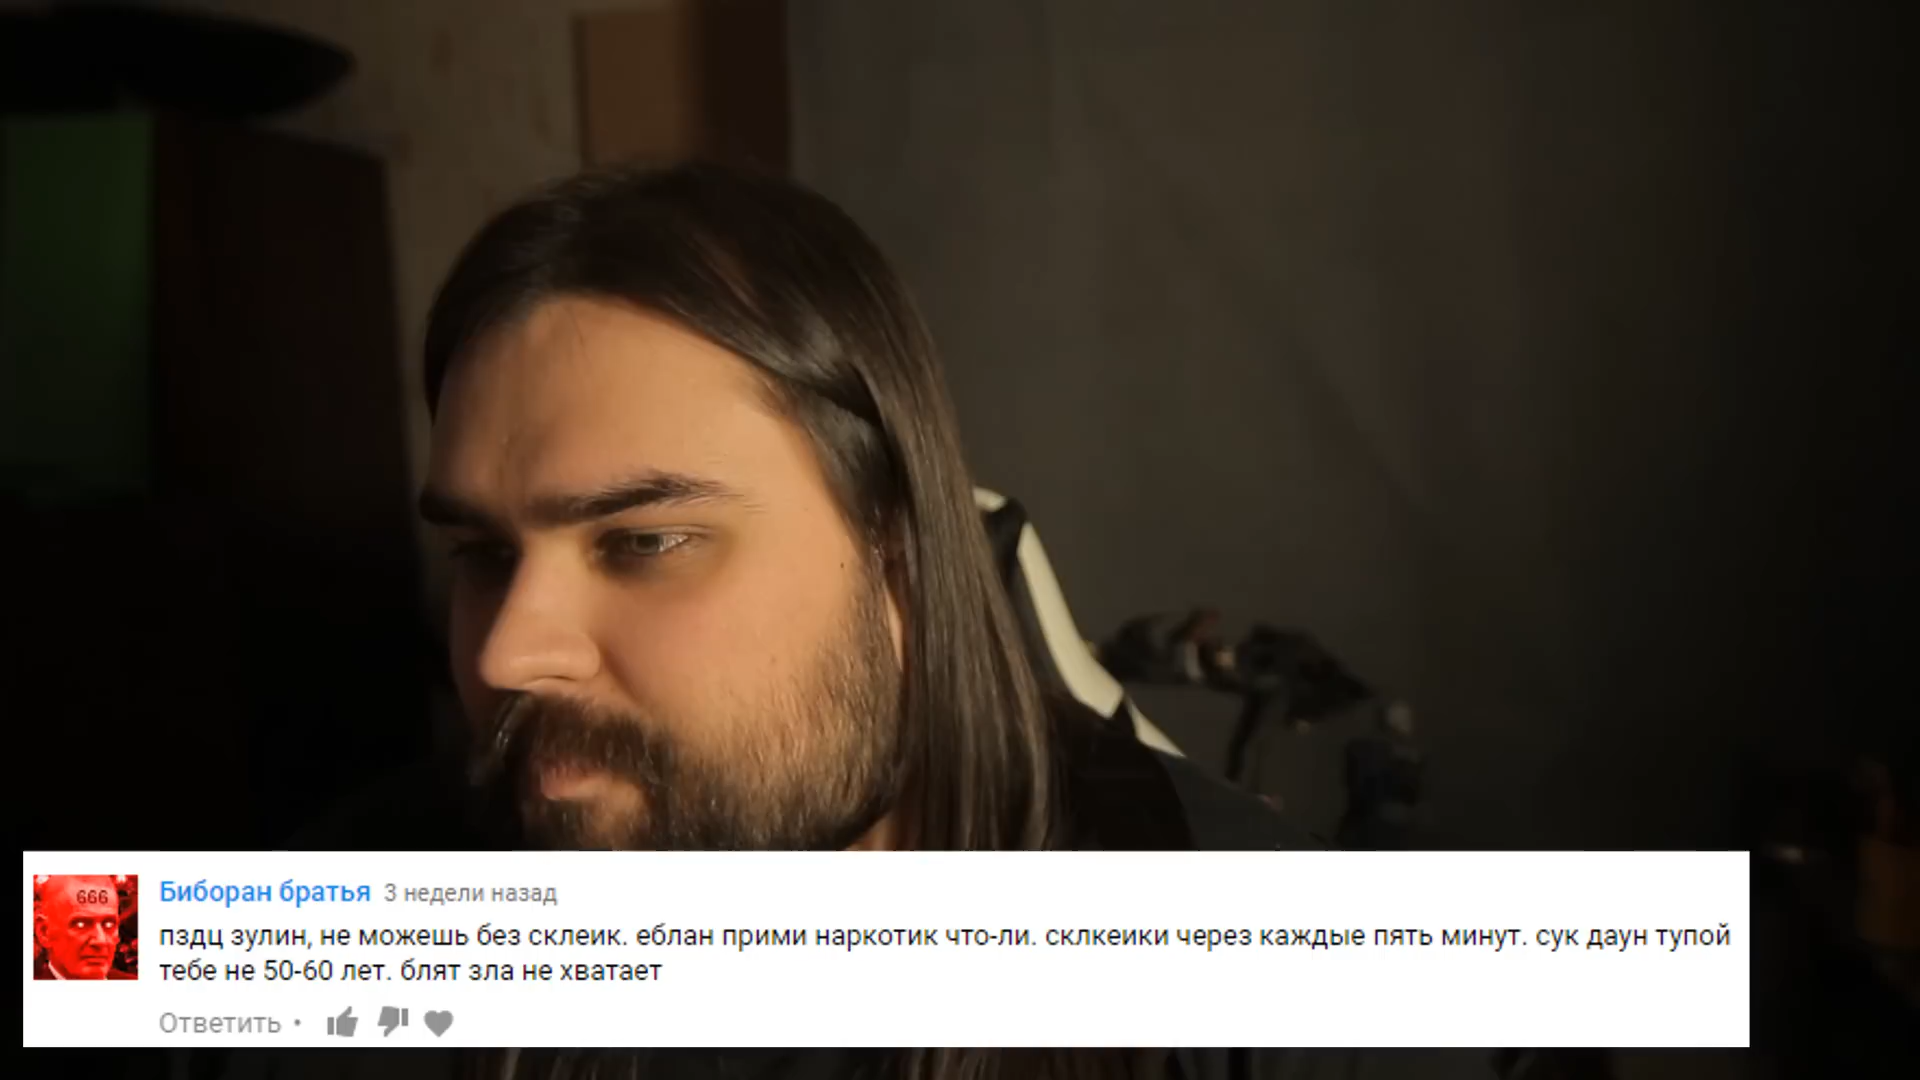 666
Биборан братья 3 недели назад
пздц зулин, не можешь без склеик. еблан прими наркотик что-ли. склкеики через каждые пять минут. сук даун тупой
тебе не 50-60 лет. блят зла не хватает
Ответить •